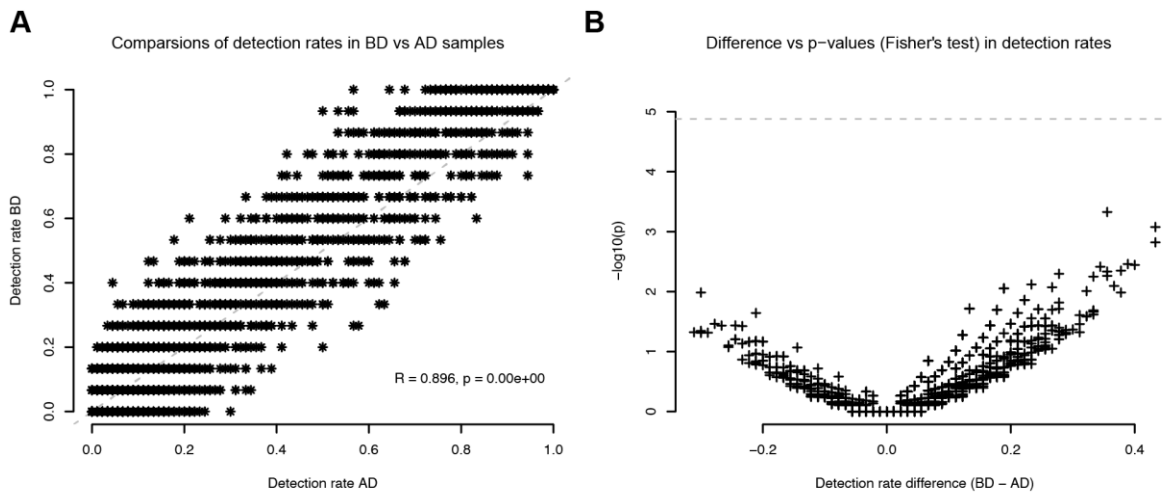 A
Comparsions of detection rates in BD vs AD samples
Detection rate BD
1.0
0.8
0.6
0.4
0.2
0.0
R = 0.896, p = 0.00e+00
0.0 0.2 0.4 0.6 0.8 1.0
Detection rate AD
B
Difference vs p−values (Fisher's test) in detection rates
−log10(p)
5
4
3
2
1
0
−0.2 0.0 0.2 0.4
Detection rate difference (BD − AD)